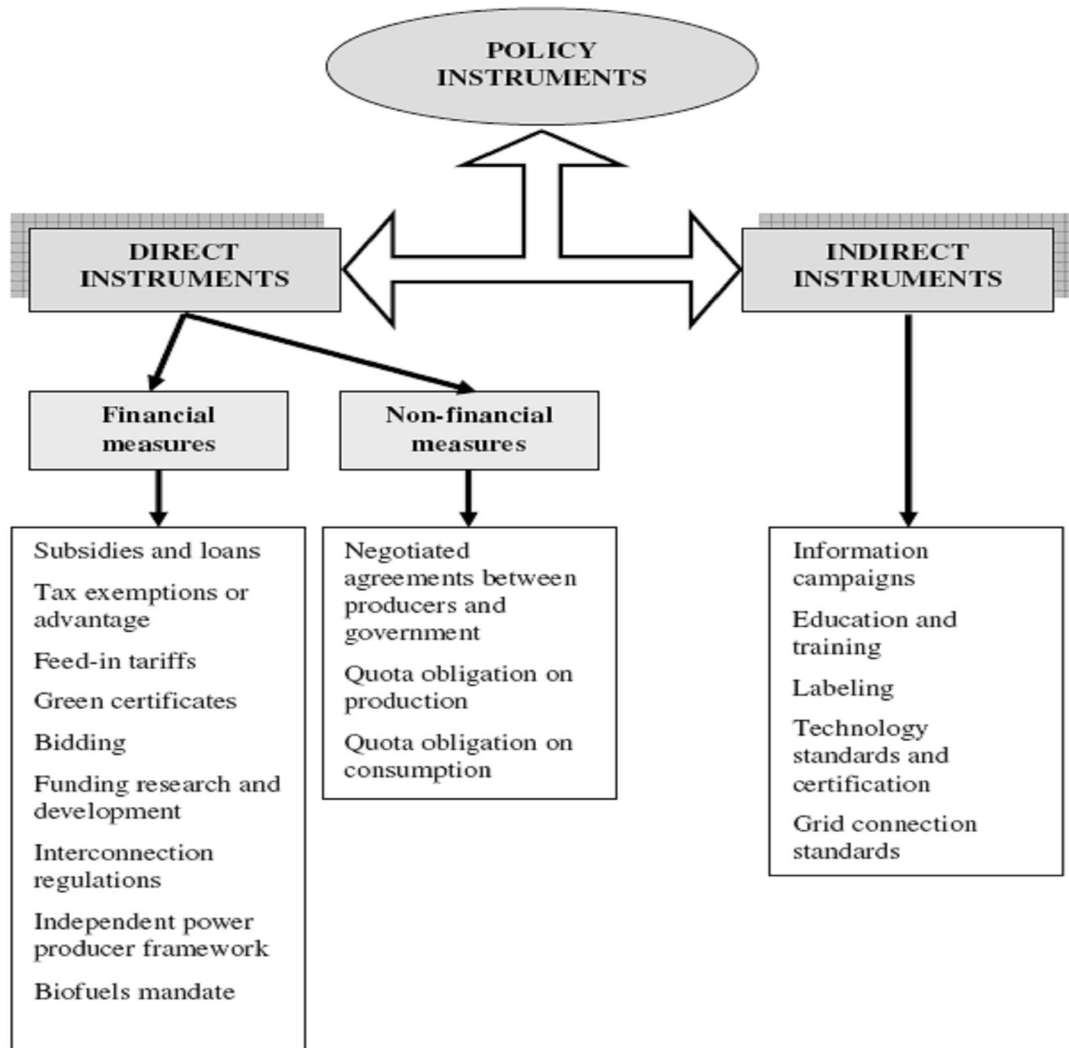 POLICY
INSTRUMENTS
DIRECT
INSTRUMENTS
INDIRECT
INSTRUMENTS
Financial
measures
Non-financial
measures
Subsidies and loans
Tax exemptions or
advantage
Feed-in tariffs
Green certificates
Bidding
Funding research and
development
Interconnection
regulations
Independent power
producer framework
Biofuels mandate
Negotiated
agreements between
producers and
government
Quota obligation on
production
Quota obligation on
consumption
Information
campaigns
Education and
training
Labeling
Technology
standards and
certification
Grid connection
standards